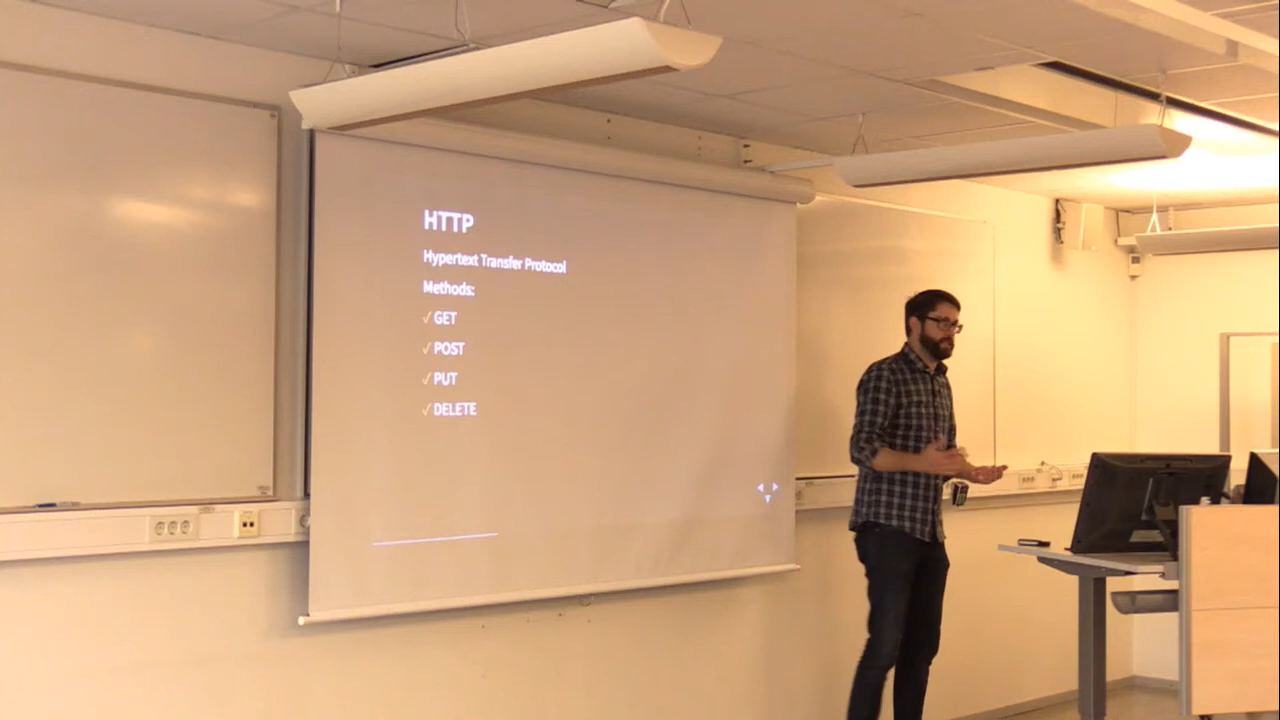 HTTP
Hypertext Transfer Protocol
Methods:
✓ GET
✓ POST
✓ PUT
✓ DELETE